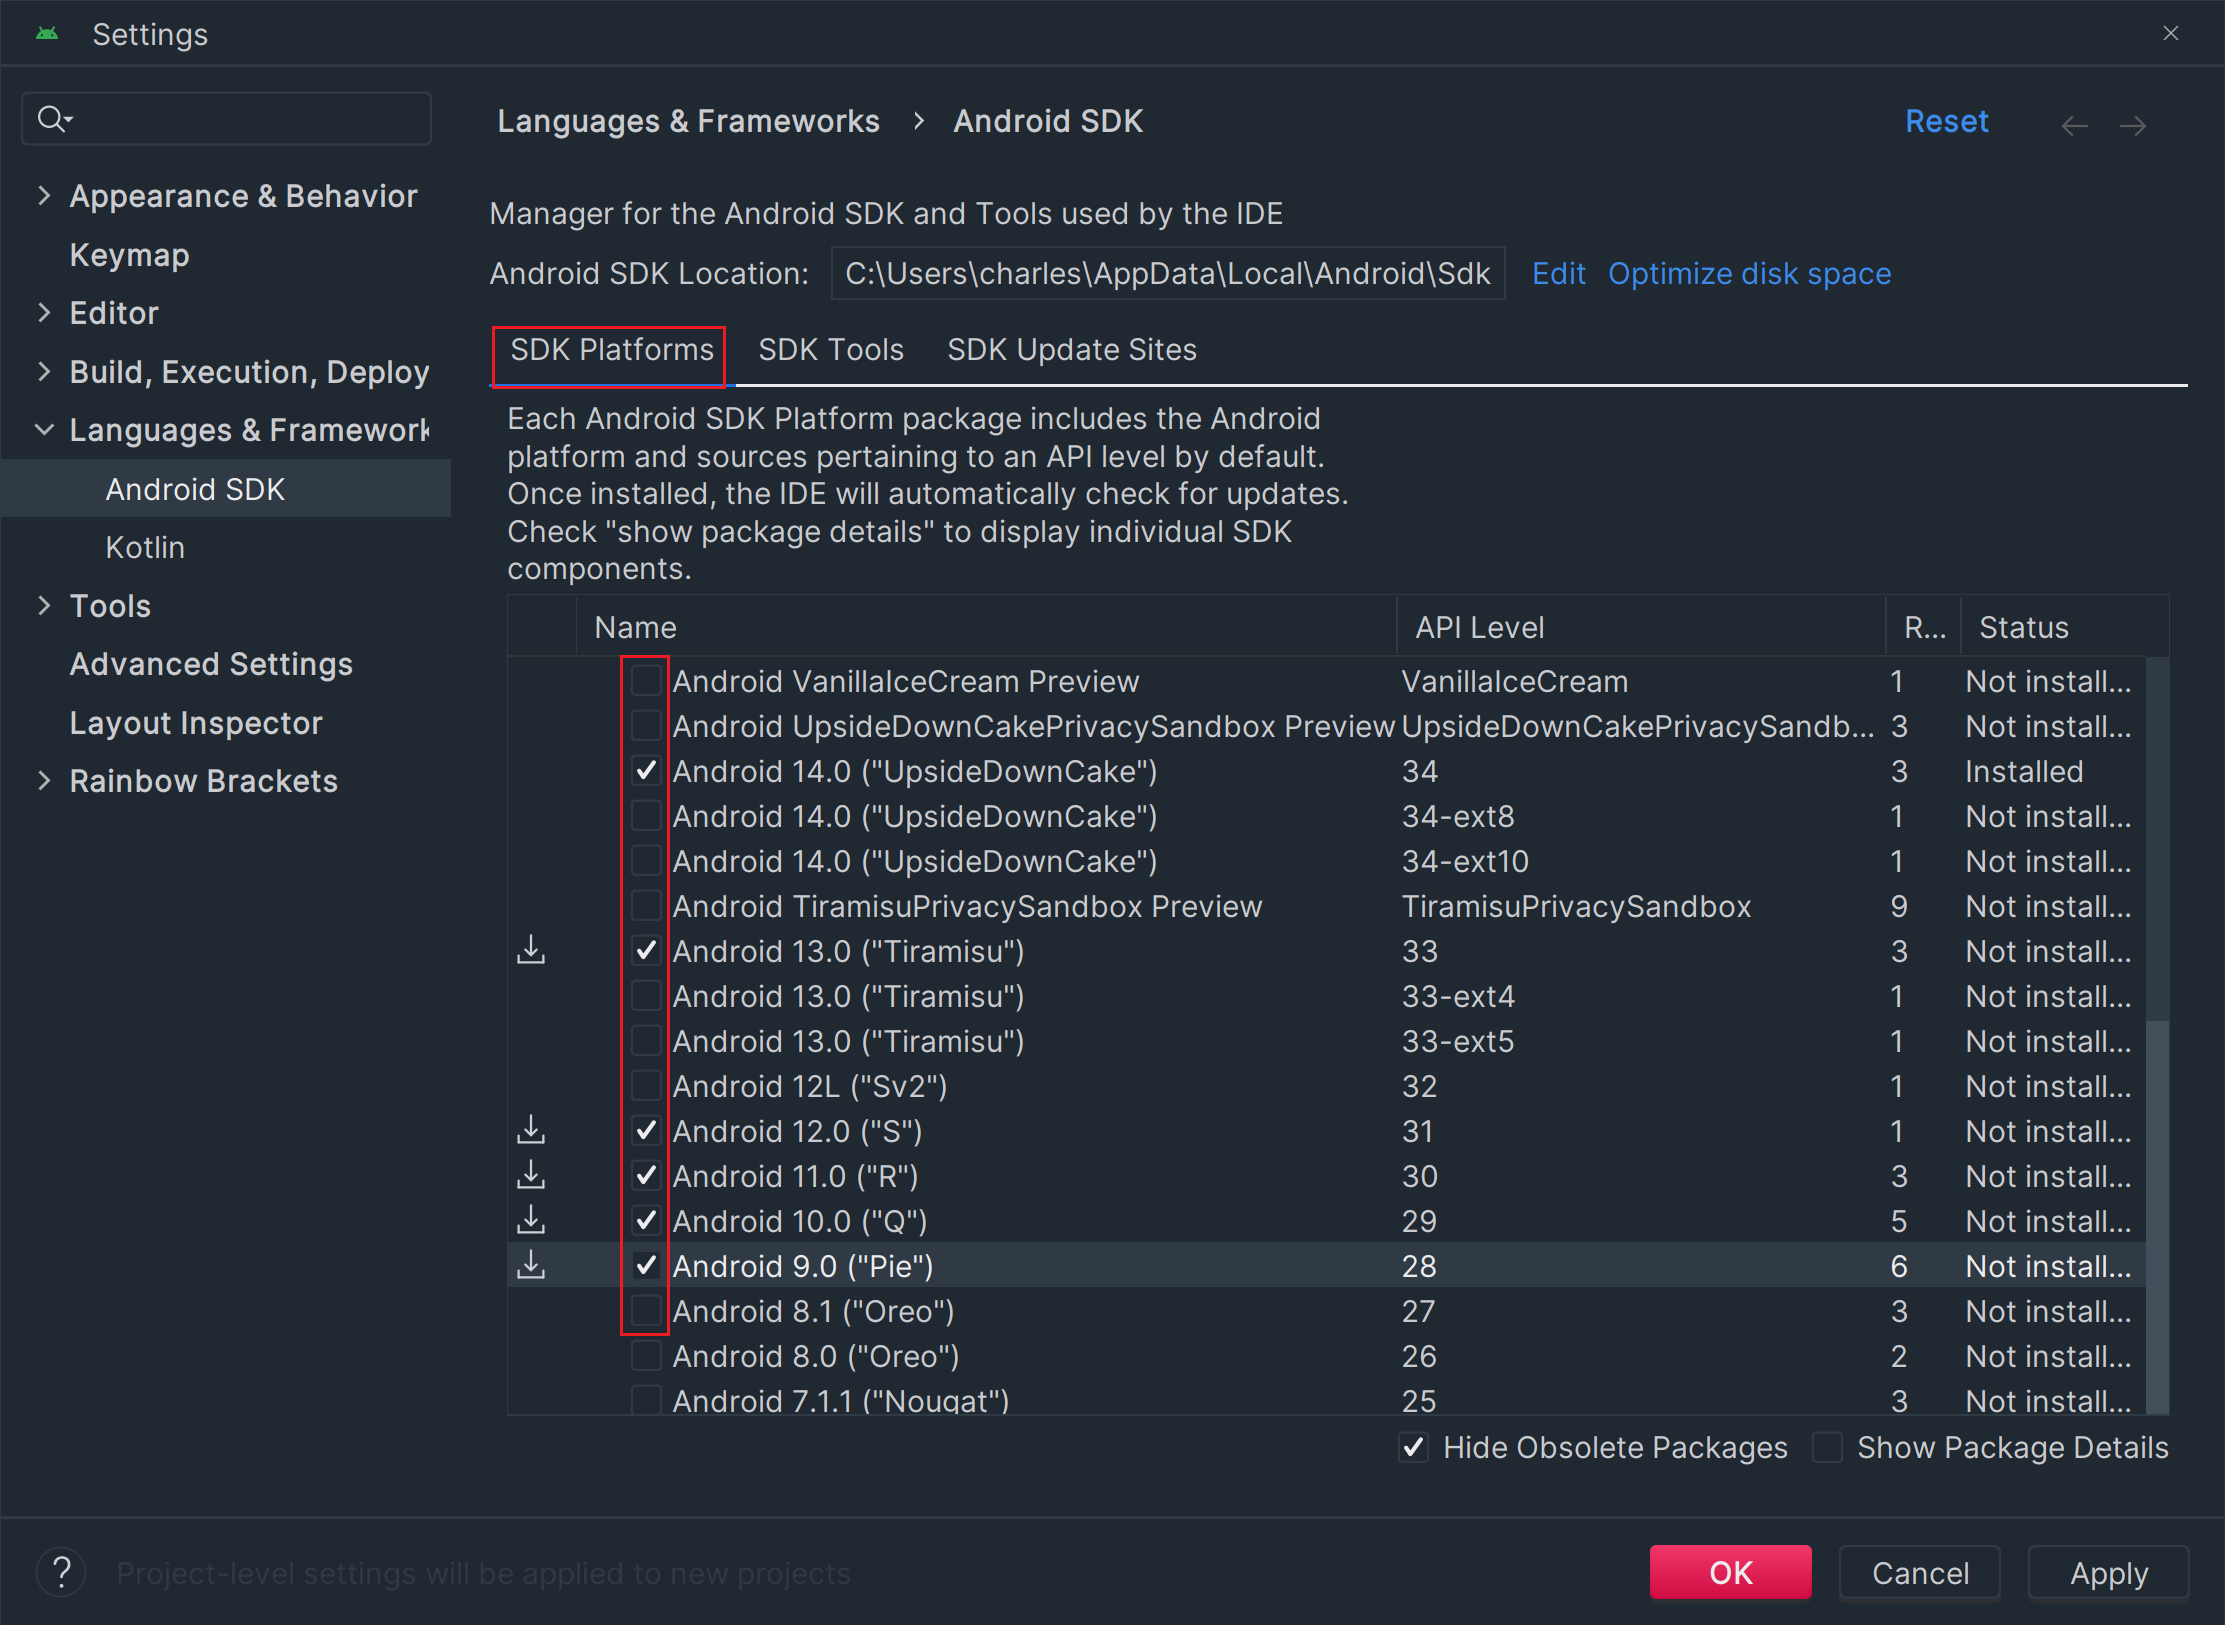 Settings
Languages & Frameworks > Android SDK
Reset
Appearance & Behavior
Keymap
Editor
Build, Execution, Deploy
Languages & Framework
Android SDK
Kotlin
Tools
Advanced Settings
Layout Inspector
Rainbow Brackets
Manager for the Android SDK and Tools used by the IDE
Android SDK Location: C:\Users\charles\AppData\Local\Android\Sdk Edit Optimize disk space
SDK Platforms SDK Tools SDK Update Sites
Each Android SDK Platform package includes the Android
platform and sources pertaining to an API level by default.
Once installed, the IDE will automatically check for updates.
Check "show package details" to display individual SDK
components.
Name API Level R... Status
Android VanillaIceCream Preview VanillaIceCream 1 Not install...
Android UpsideDownCakePrivacySandbox Preview UpsideDownCakePrivacySandb... 3 Not install...
Android 14.0 ("UpsideDownCake") 34 3 Installed
Android 14.0 ("UpsideDownCake") 34-ext8 1 Not install...
Android 14.0 ("UpsideDownCake") 34-ext10 1 Not install...
Android TiramisuPrivacySandbox Preview TiramisuPrivacySandbox 9 Not install...
Android 13.0 ("Tiramisu") 33 3 Not install...
Android 13.0 ("Tiramisu") 33-ext4 1 Not install...
Android 13.0 ("Tiramisu") 33-ext5 1 Not install...
Android 12L ("Sv2") 32 1 Not install...
Android 12.0 ("S") 31 1 Not install...
Android 11.0 ("R") 30 3 Not install...
Android 10.0 ("Q") 29 5 Not install...
Android 9.0 ("Pie") 28 6 Not install...
Android 8.1 ("Oreo") 27 3 Not install...
Android 8.0 ("Oreo") 26 2 Not install...
Android 7.1.1 ("Nougat") 25 3 Not install...
Hide Obsolete Packages Show Package Details
? Project-level settings will be applied to new projects
OK Cancel Apply